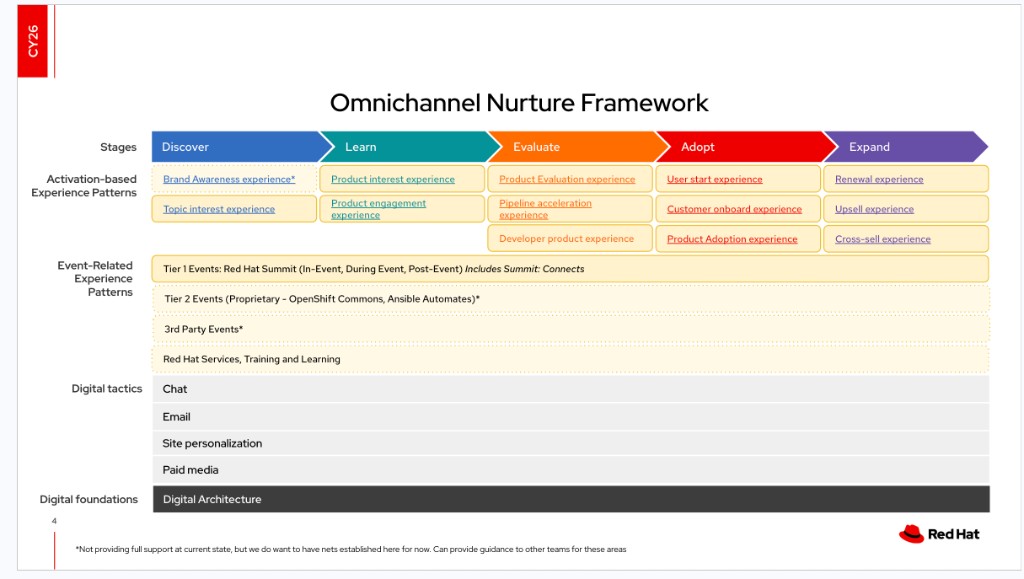 CY26
Omnichannel Nurture Framework
Stages
Discover
Learn
Evaluate
Adopt
Expand
Activation-based
Experience Patterns
Brand Awareness experience*
Product interest experience
Product Evaluation experience
User start experience
Renewal experience
Topic interest experience
Product engagement
experience
Pipeline acceleration
experience
Customer onboard experience
Upsell experience
Developer product experience
Product Adoption experience
Cross-sell experience
Event-Related
Experience
Patterns
Tier 1 Events: Red Hat Summit (In-Event, During Event, Post-Event) Includes Summit: Connects
Tier 2 Events (Proprietary - OpenShift Commons, Ansible Automates)*
3rd Party Events*
Red Hat Services, Training and Learning
Digital tactics
Chat
Email
Site personalization
Paid media
Digital foundations
Digital Architecture
4
*Not providing full support at current state, but we do want to have nets established here for now. Can provide guidance to other teams for these areas
Red Hat